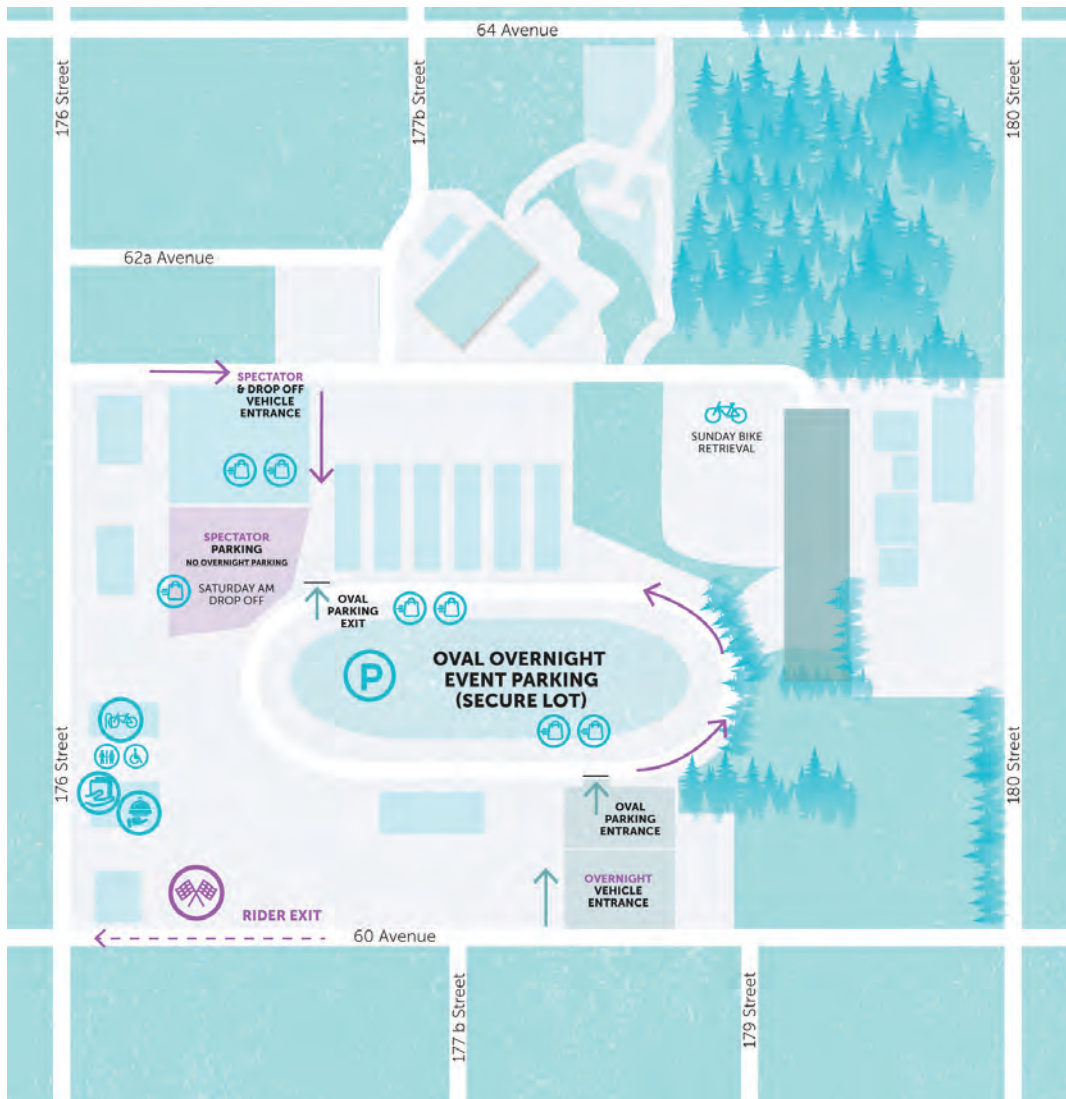 64 Avenue
176 Street
177b Street
180 Street
62a Avenue
SPECTATOR
& DROP OFF
VEHICLE
ENTRANCE
SUNDAY BIKE
RETRIEVAL
SPECTATOR
PARKING
NO OVERNIGHT PARKING
SATURDAY AM
DROP OFF
OVAL
PARKING
EXIT
P
OVAL OVERNIGHT
EVENT PARKING
(SECURE LOT)
176 Street
180 Street
OVAL
PARKING
ENTRANCE
OVERNIGHT
VEHICLE
ENTRANCE
RIDER EXIT
60 Avenue
177 b Street
179 Street